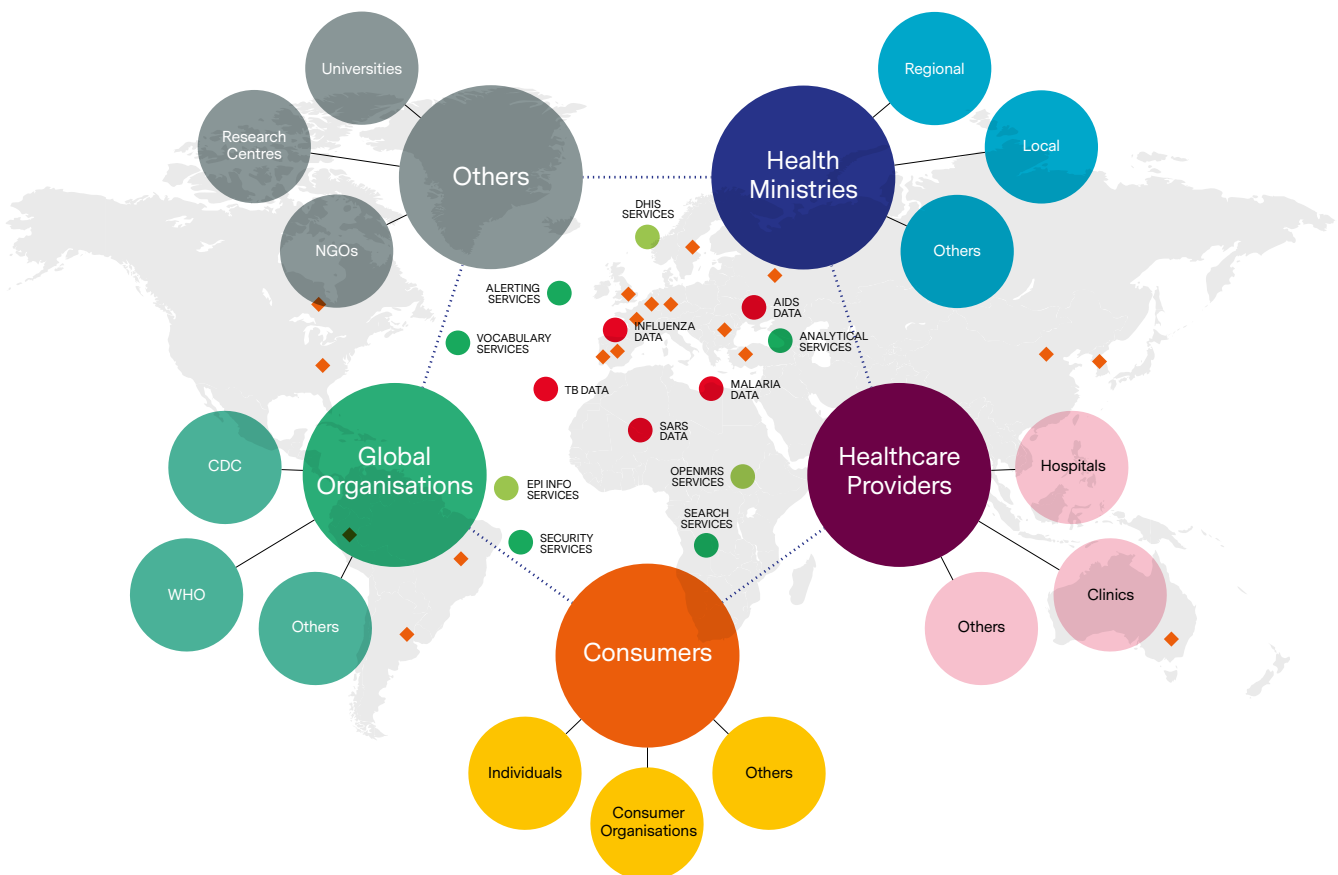 Universities
Research
Centres
NGOs
Others
Health
Ministries
Regional
Local
Others
DHIS
SERVICES
ALERTING
SERVICES
VOCABULARY
SERVICES
INFLUENZA
DATA
AIDS
DATA
ANALYTICAL
SERVICES
TB DATA
MALARIA
DATA
SARS
DATA
EPI INFO
SERVICES
OPENMRS
SERVICES
SEARCH
SERVICES
SECURITY
SERVICES
Global
Organisations
CDC
WHO
Others
Healthcare
Providers
Hospitals
Clinics
Others
Consumers
Individuals
Consumer
Organisations
Others